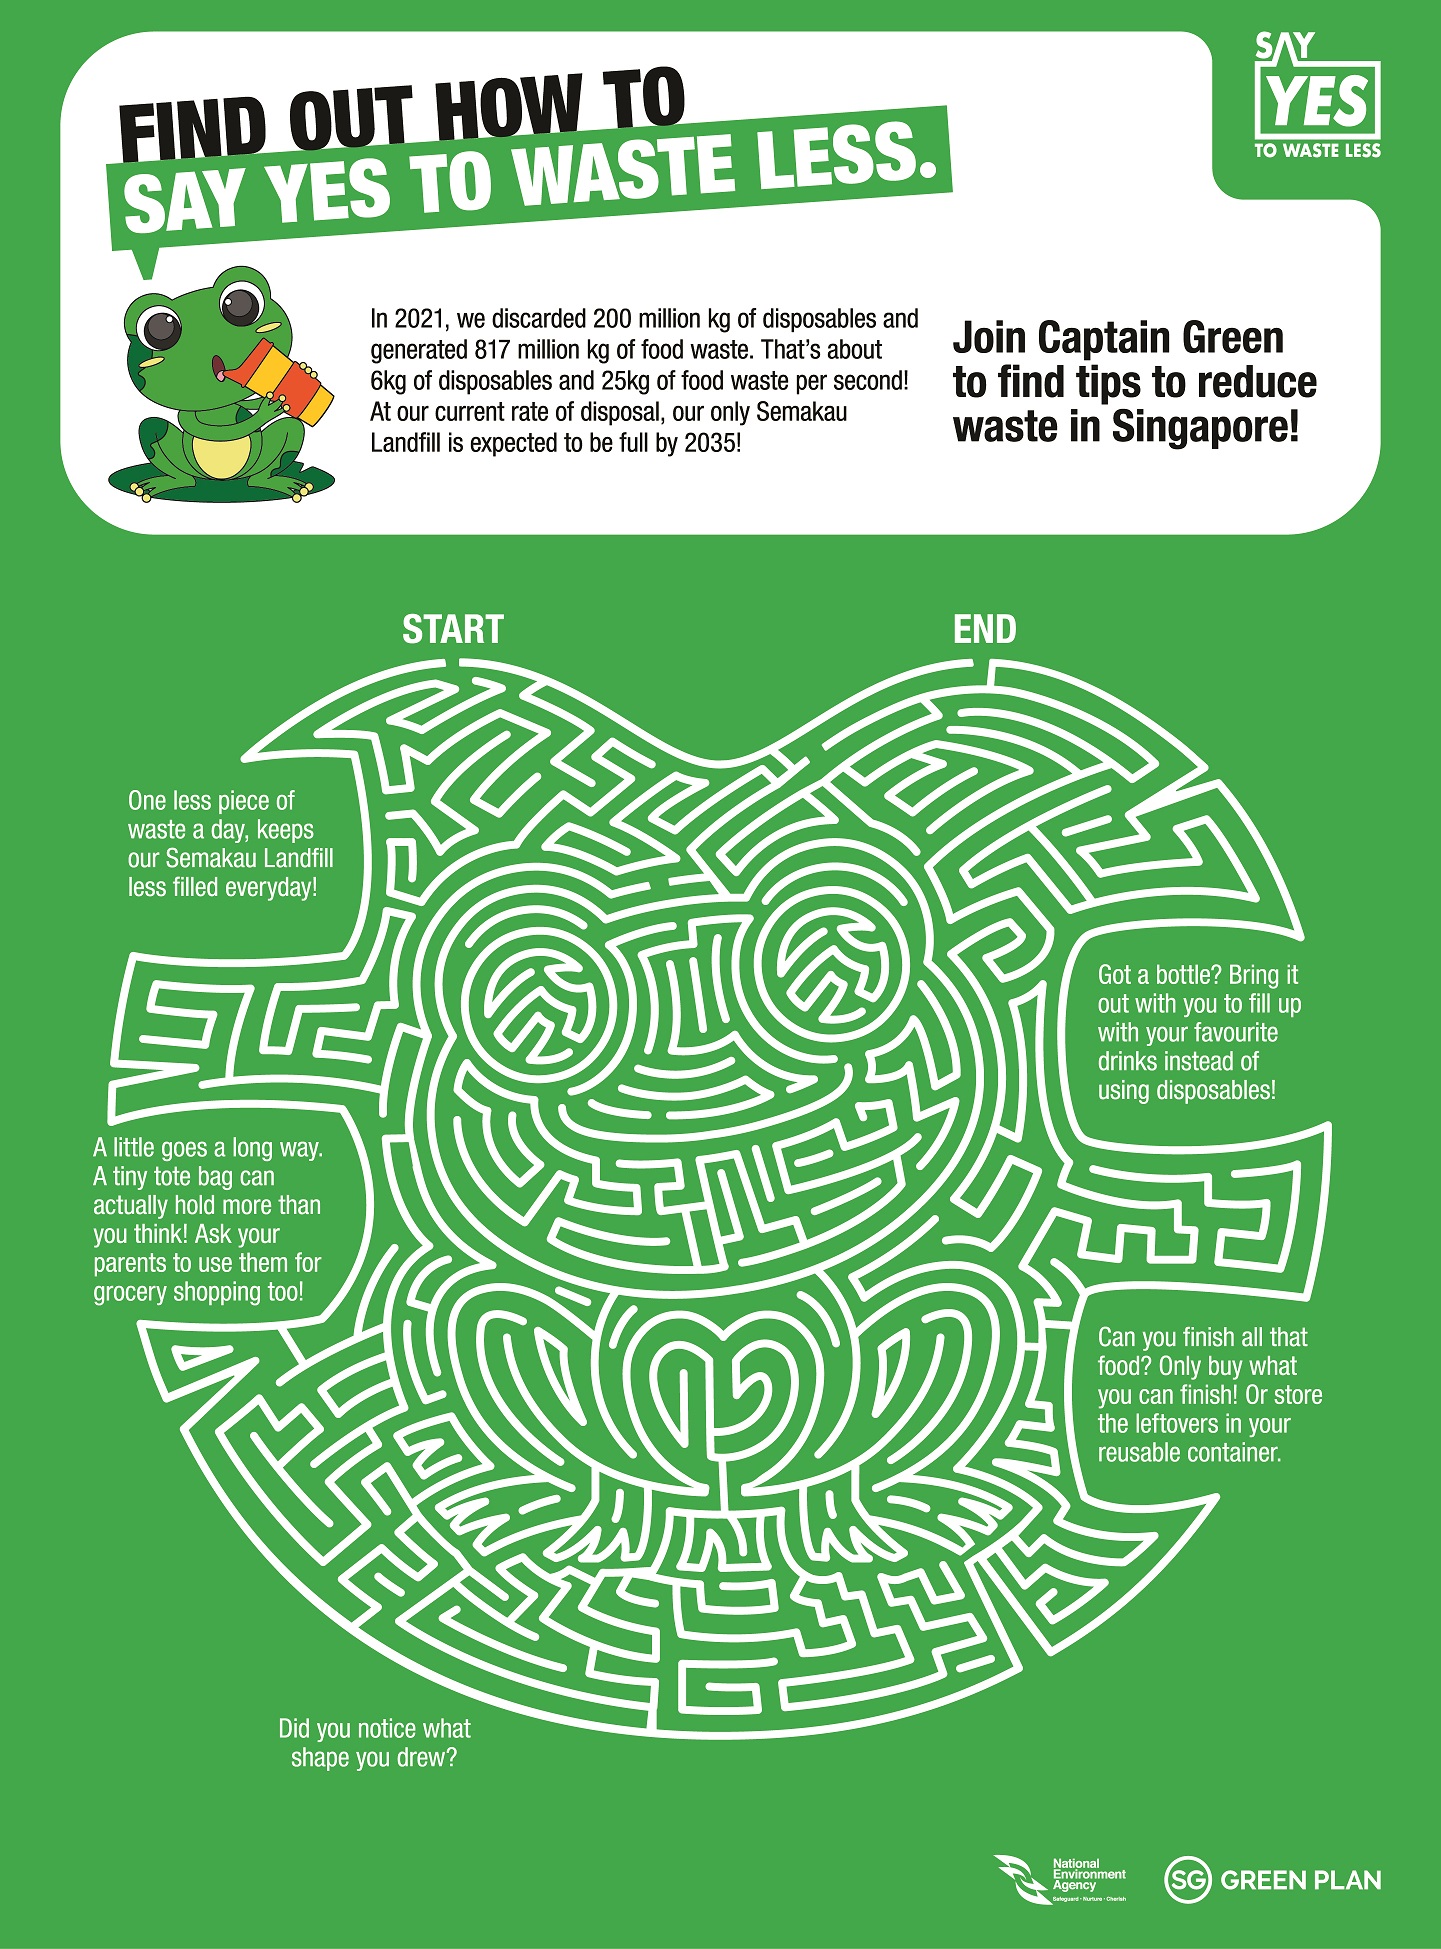 SAY
YES
TO WASTE LESS
FIND OUT HOW TO
SAY YES TO WASTE LESS.
In 2021, we discarded 200 million kg of disposables and
generated 817 million kg of food waste. That's about
6kg of disposables and 25kg of food waste per second!
At our current rate of disposal, our only Semakau
Landfill is expected to be full by 2035!
Join Captain Green
to find tips to reduce
waste in Singapore!
START
END
One less piece of
waste a day, keeps
our Semakau Landfill
less filled everyday!
Got a bottle? Bring it
out with you to fill up
with your favourite
drinks instead of
using disposables!
A little goes a long way.
A tiny tote bag can
actually hold more than
you think! Ask your
parents to use them for
grocery shopping too!
Can you finish all that
food? Only buy what
you can finish! Or store
the leftovers in your
reusable container.
Did you notice what
shape you drew?
National
Environment
Agency
Safeguard · Nurture · Cherish
SG GREEN PLAN